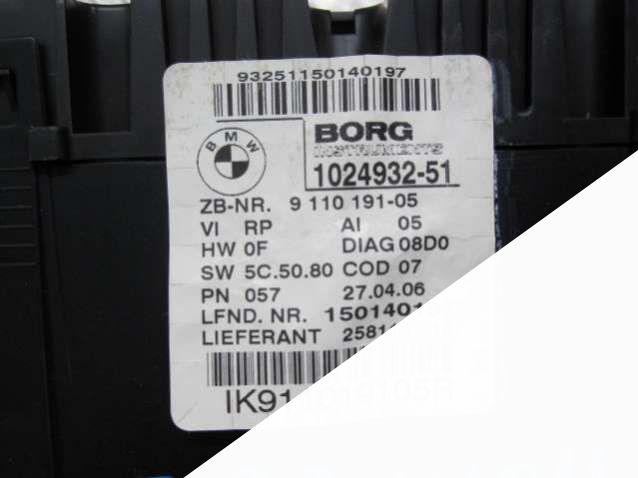 93251150140197
BMW
BORG
INSTRUMENTS
1024932-51
ZB-NR. 9 110 191-05
VI RP AI 05
HW 0F DIAG 08D0
SW 5C.50.80 COD 07
PN 057 27.04.06
LFND. NR.
LIEFERANT